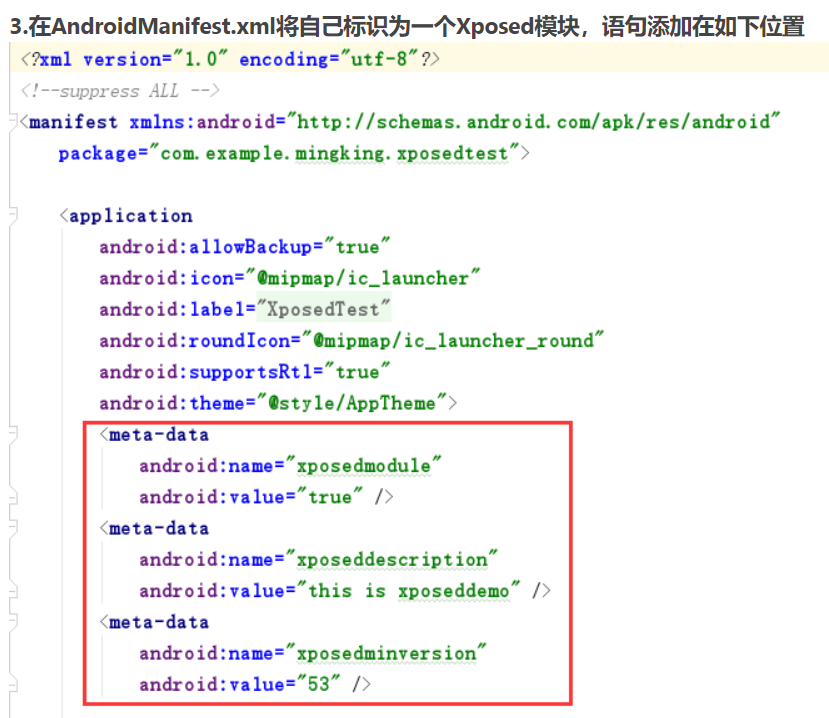 3.在AndroidManifest.xml将自己标识为一个Xposed模块，语句添加在如下位置
<?xml version="1.0" encoding="utf-8"?>
<!--suppress ALL -->
<manifest xmlns:android="http://schemas.android.com/apk/res/android"
package="com.example.mingking.xposedtest">
<application
android:allowBackup="true"
android:icon="@mipmap/ic_launcher"
android:label="XposedTest"
android:roundIcon="@mipmap/ic_launcher_round"
android:supportsRtl="true"
android:theme="@style/AppTheme">
<meta-data
android:name="xposedmodule"
android:value="true" />
<meta-data
android:name="xposeddescription"
android:value="this is xposeddemo" />
<meta-data
android:name="xposedminversion"
android:value="53" />